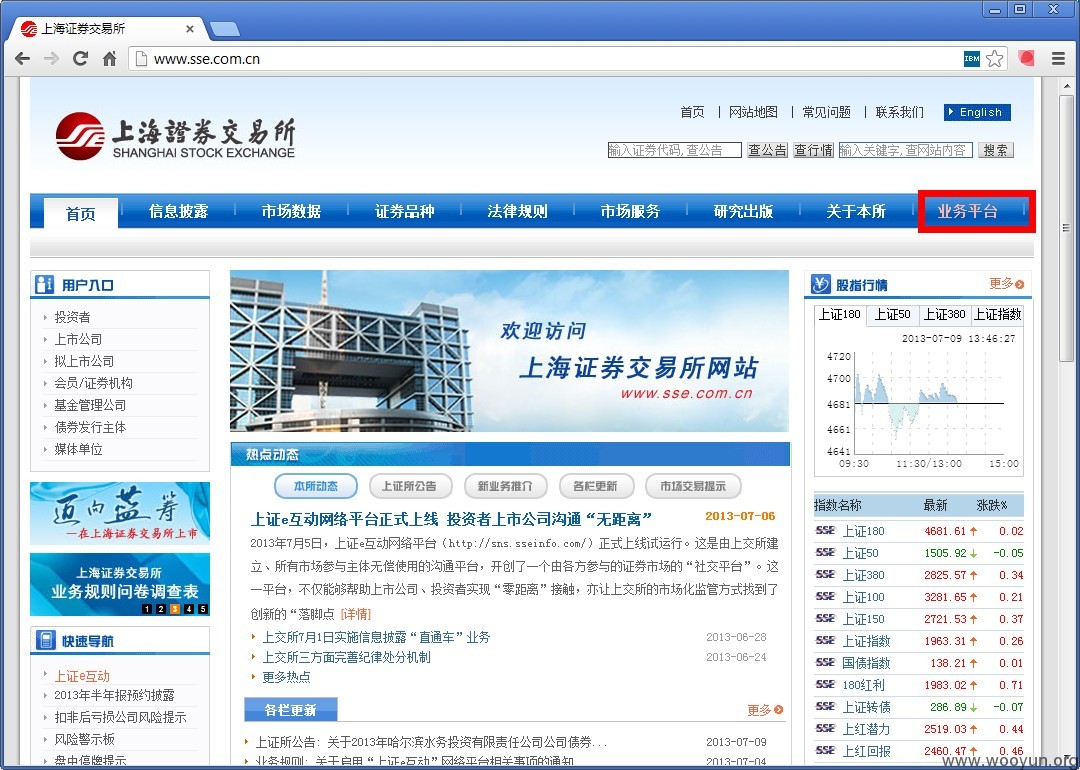 上海证券交易所
www.sse.com.cn
IBM
上海證券交易所
SHANGHAI STOCK EXCHANGE
首页 | 网站地图 | 常见问题 | 联系我们 English
输入证券代码, 查公告 查公告 查行情 输入关键字, 查网站内容 搜索
首页 信息披露 市场数据 证券品种 法律规则 市场服务 研究出版 关于本所 业务平台
用户入口
投资者
上市公司
拟上市公司
会员/证券机构
基金管理公司
债券发行主体
媒体单位
迈向蓝筹
—在上海证券交易所上市
上海证券交易所
业务规则问卷调查表
1 2 3 4 5
快速导航
上证e互动
2013年半年报预约披露
扣非后亏损公司风险提示
风险警示板
盘中停牌提示
欢迎访问
上海证券交易所网站
www.sse.com.cn
热点动态
本所动态 上证所公告 新业务推介 各栏更新 市场交易提示
上证e互动网络平台正式上线 投资者上市公司沟通“无距离” 2013-07-06
2013年7月5日，上证e互动网络平台（http://sns.sseinfo.com/）正式上线试运行。这是由上交所建
立、所有市场参与主体无偿使用的沟通平台，开创了一个由各方参与的证券市场的“社交平台”。这
一平台，不仅能够帮助上市公司、投资者实现“零距离”接触，亦让上交所的市场化监管方式找到了
创新的“落脚点 [详情]
上交所7月1日实施信息披露“直通车”业务 2013-06-28
上交所三方面完善纪律处分机制 2013-06-24
更多热点
各栏更新 更多
上证所公告：关于2013年哈尔滨水务投资有限责任公司公司债券... 2013-07-09
业务规则：关于启用“上证e互动”网络平台相关事项的通知 2013-07-04
股指行情 更多
上证180 上证50 上证380 上证指数
2013-07-09 13:46:27
4720
4700
4681
4661
4641
09:30 11:30/13:00 15:00
指数名称 最新 涨跌%
SSE 上证180 4681.61↑ 0.02
SSE 上证50 1505.92↓ -0.05
SSE 上证380 2825.57↑ 0.34
SSE 上证100 3281.65↑ 0.21
SSE 上证150 2721.53↑ 0.37
SSE 上证指数 1963.31↑ 0.26
SSE 国债指数 138.21↑ 0.01
SSE 180红利 1983.02↑ 0.71
SSE 上证转债 286.89↓ -0.07
SSE 上红潜力 2519.03↑ 0.44
SSE 上红回报 2460.47↑ 0.46
www.wooyun.org